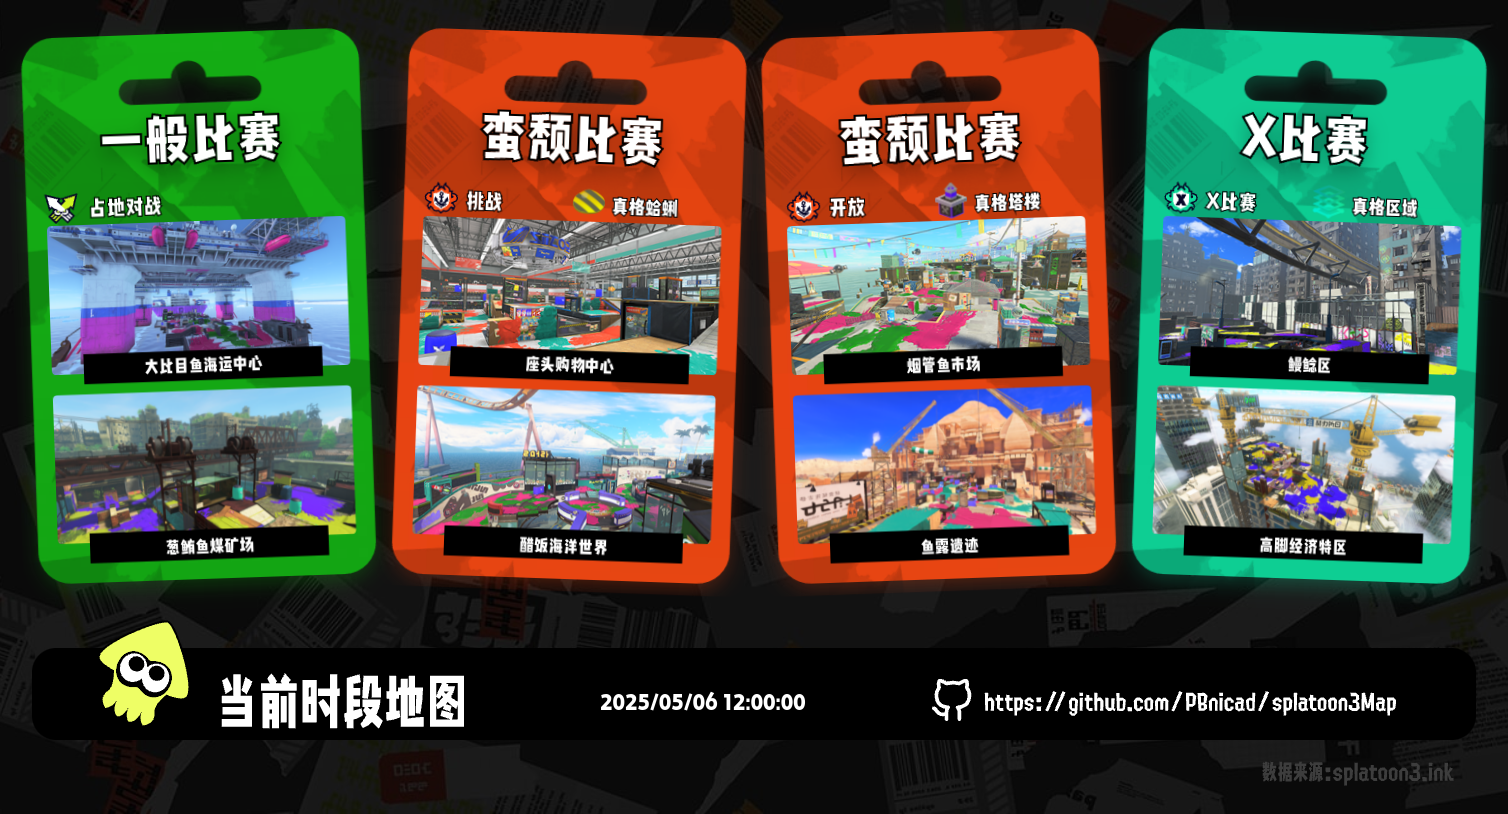 一般比赛
占地对战
大比目鱼海运中心
葱鲔鱼煤矿场
蛮颓比赛
挑战
真格蛤蜊
座头购物中心
醋饭海洋世界
蛮颓比赛
开放
真格塔楼
烟管鱼市场
鱼露遗迹
X比赛
X比赛
真格区域
鳗鲶区
高脚经济特区
当前时段地图
2025/05/06 12:00:00
https://github.com/PBnicad/splatoon3Map
数据来源:splatoon3.ink